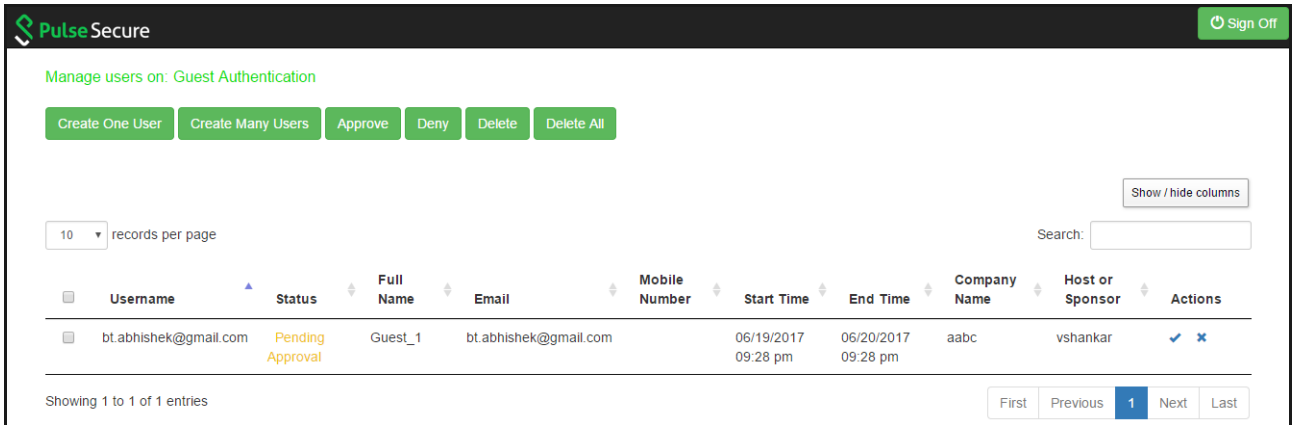 Pulse Secure
Sign Off
Manage users on: Guest Authentication
Create One User Create Many Users Approve Deny Delete Delete All
Show / hide columns
10 records per page
Search:
Username Status Full Name Email Mobile Number Start Time End Time Company Name Host or Sponsor Actions
bt.abhishek@gmail.com Pending Approval Guest_1 bt.abhishek@gmail.com 06/19/2017 09:28 pm 06/20/2017 09:28 pm aabc vshankar
Showing 1 to 1 of 1 entries
First Previous 1 Next Last